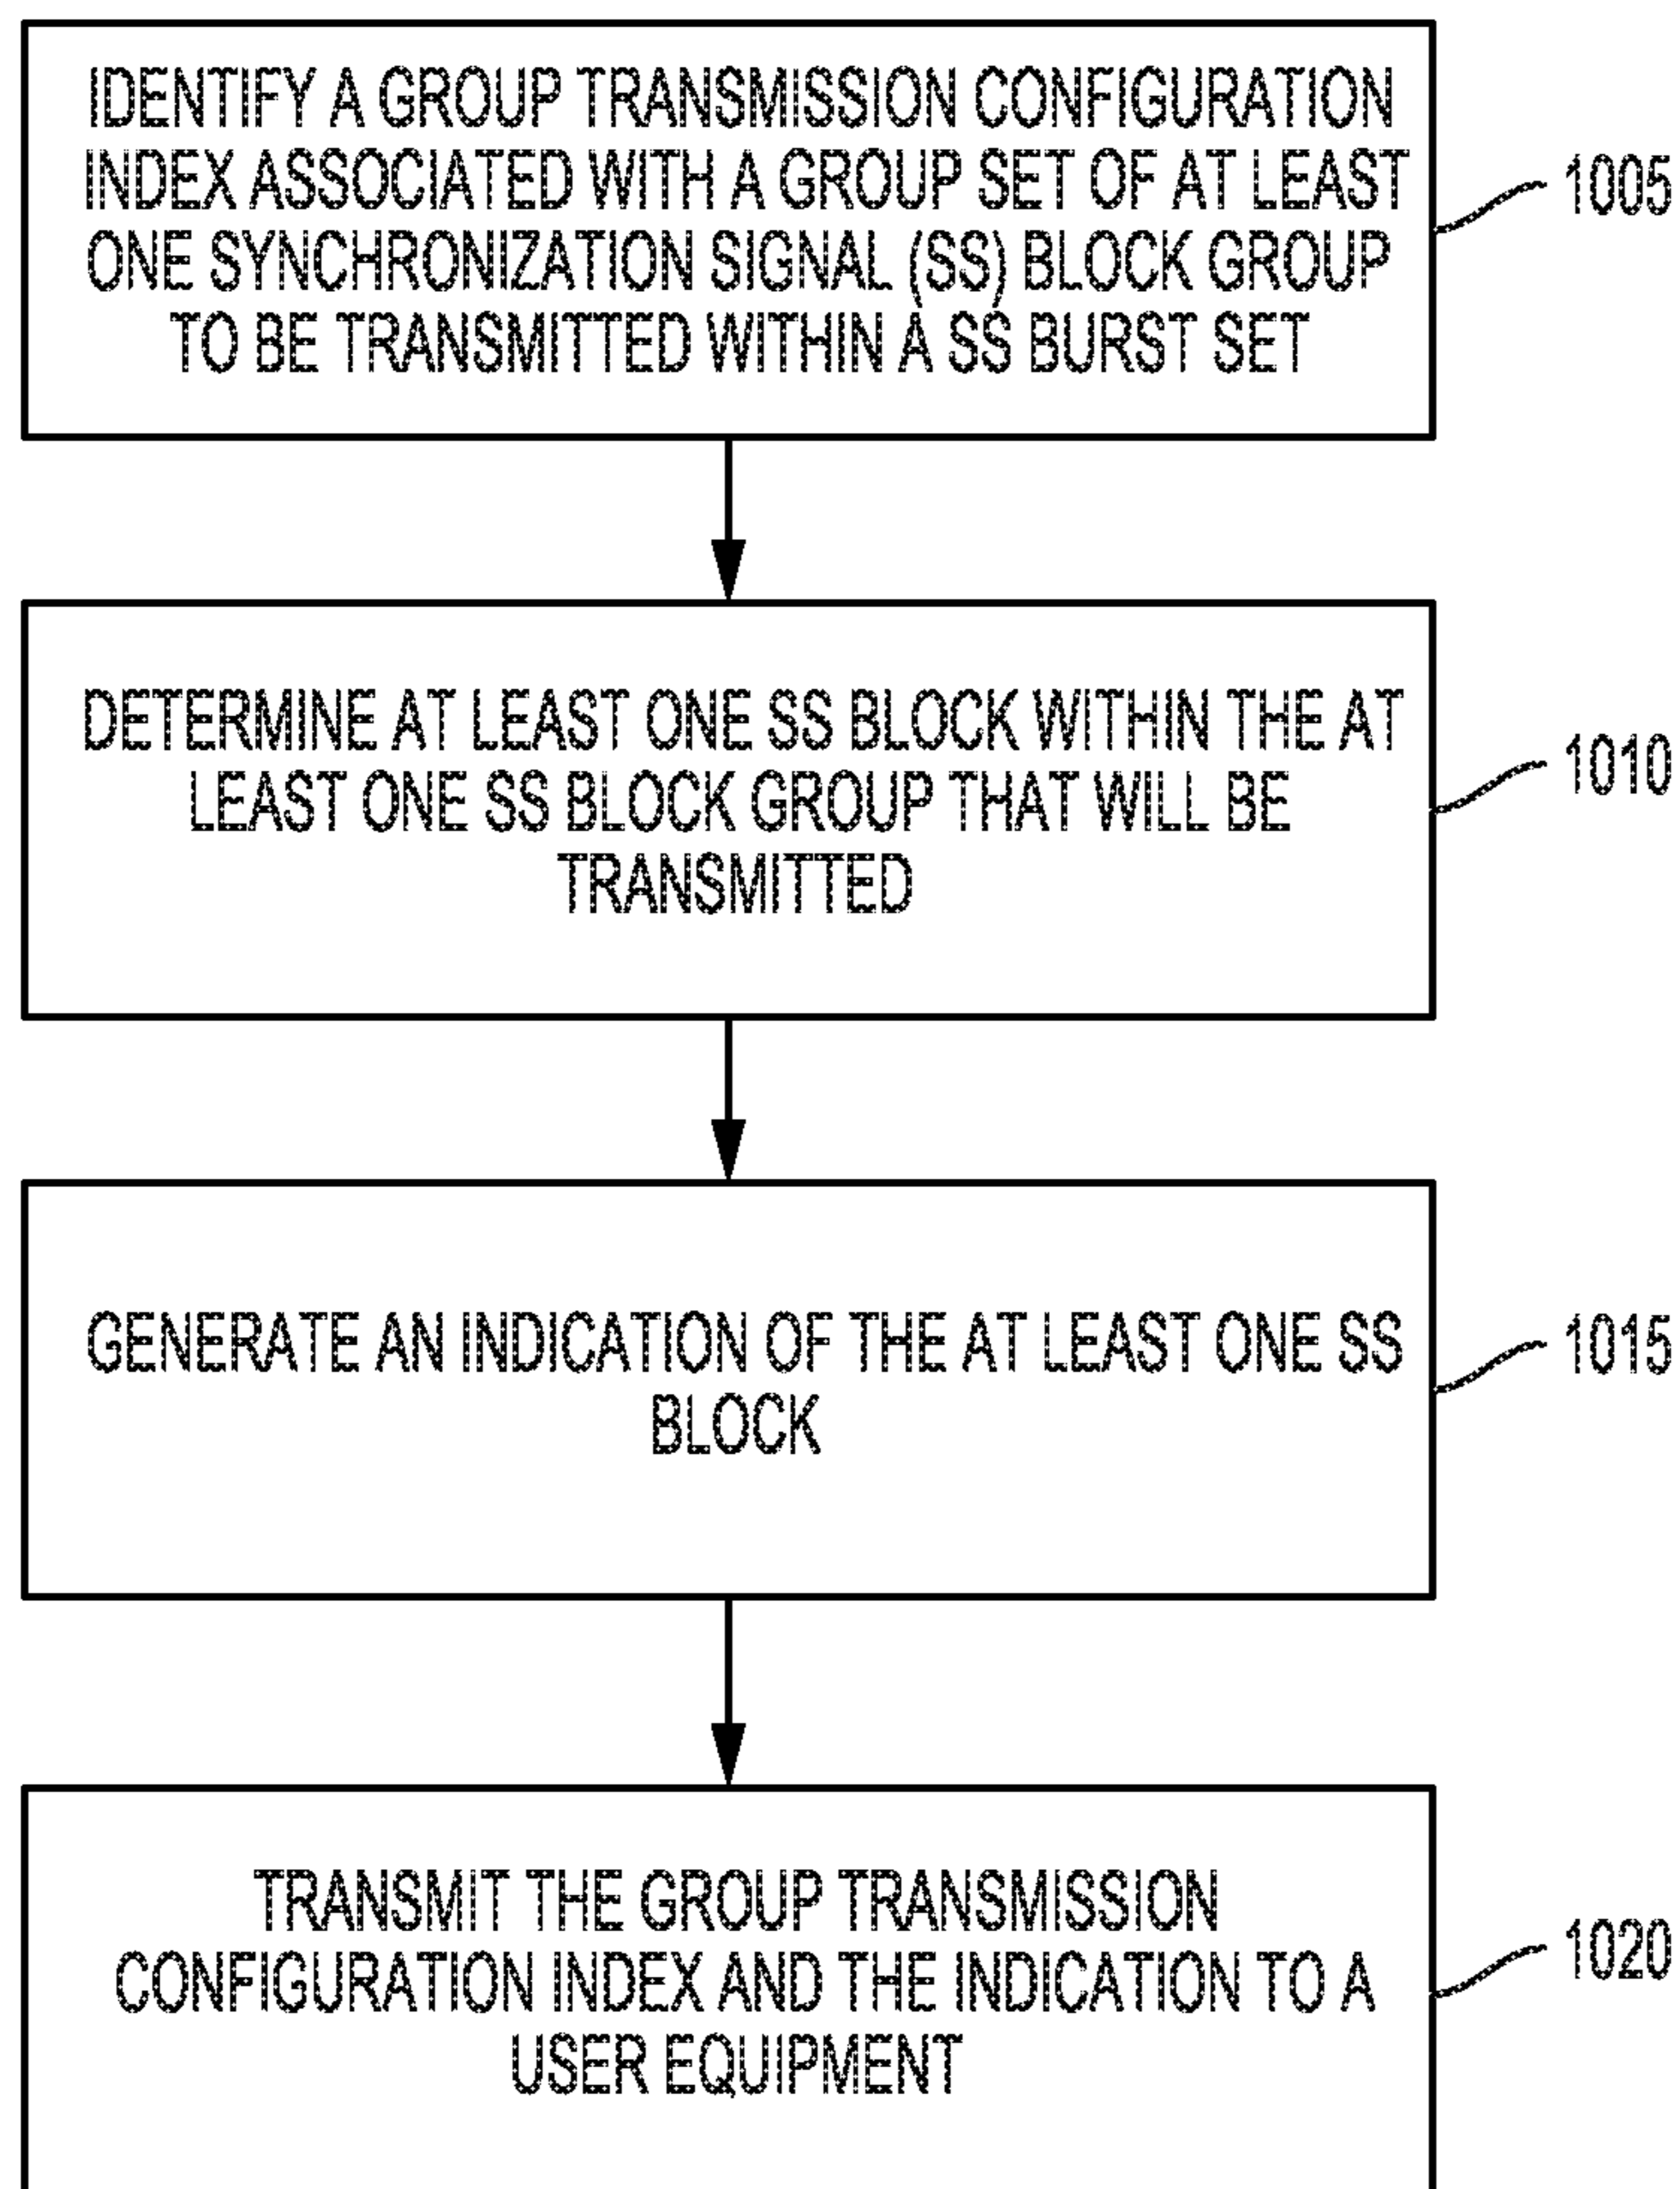 IDENTIFY A GROUP TRANSMISSION CONFIGURATION
INDEX ASSOCIATED WITH A GROUP SET OF AT LEAST
ONE SYNCHRONIZATION SIGNAL (SS) BLOCK GROUP
TO BE TRANSMITTED WITHIN A SS BURST SET
1005
DETERMINE AT LEAST ONE SS BLOCK WITHIN THE AT
LEAST ONE SS BLOCK GROUP THAT WILL BE
TRANSMITTED
1010
GENERATE AN INDICATION OF THE AT LEAST ONE SS
BLOCK
1015
TRANSMIT THE GROUP TRANSMISSION
CONFIGURATION INDEX AND THE INDICATION TO A
USER EQUIPMENT
1020